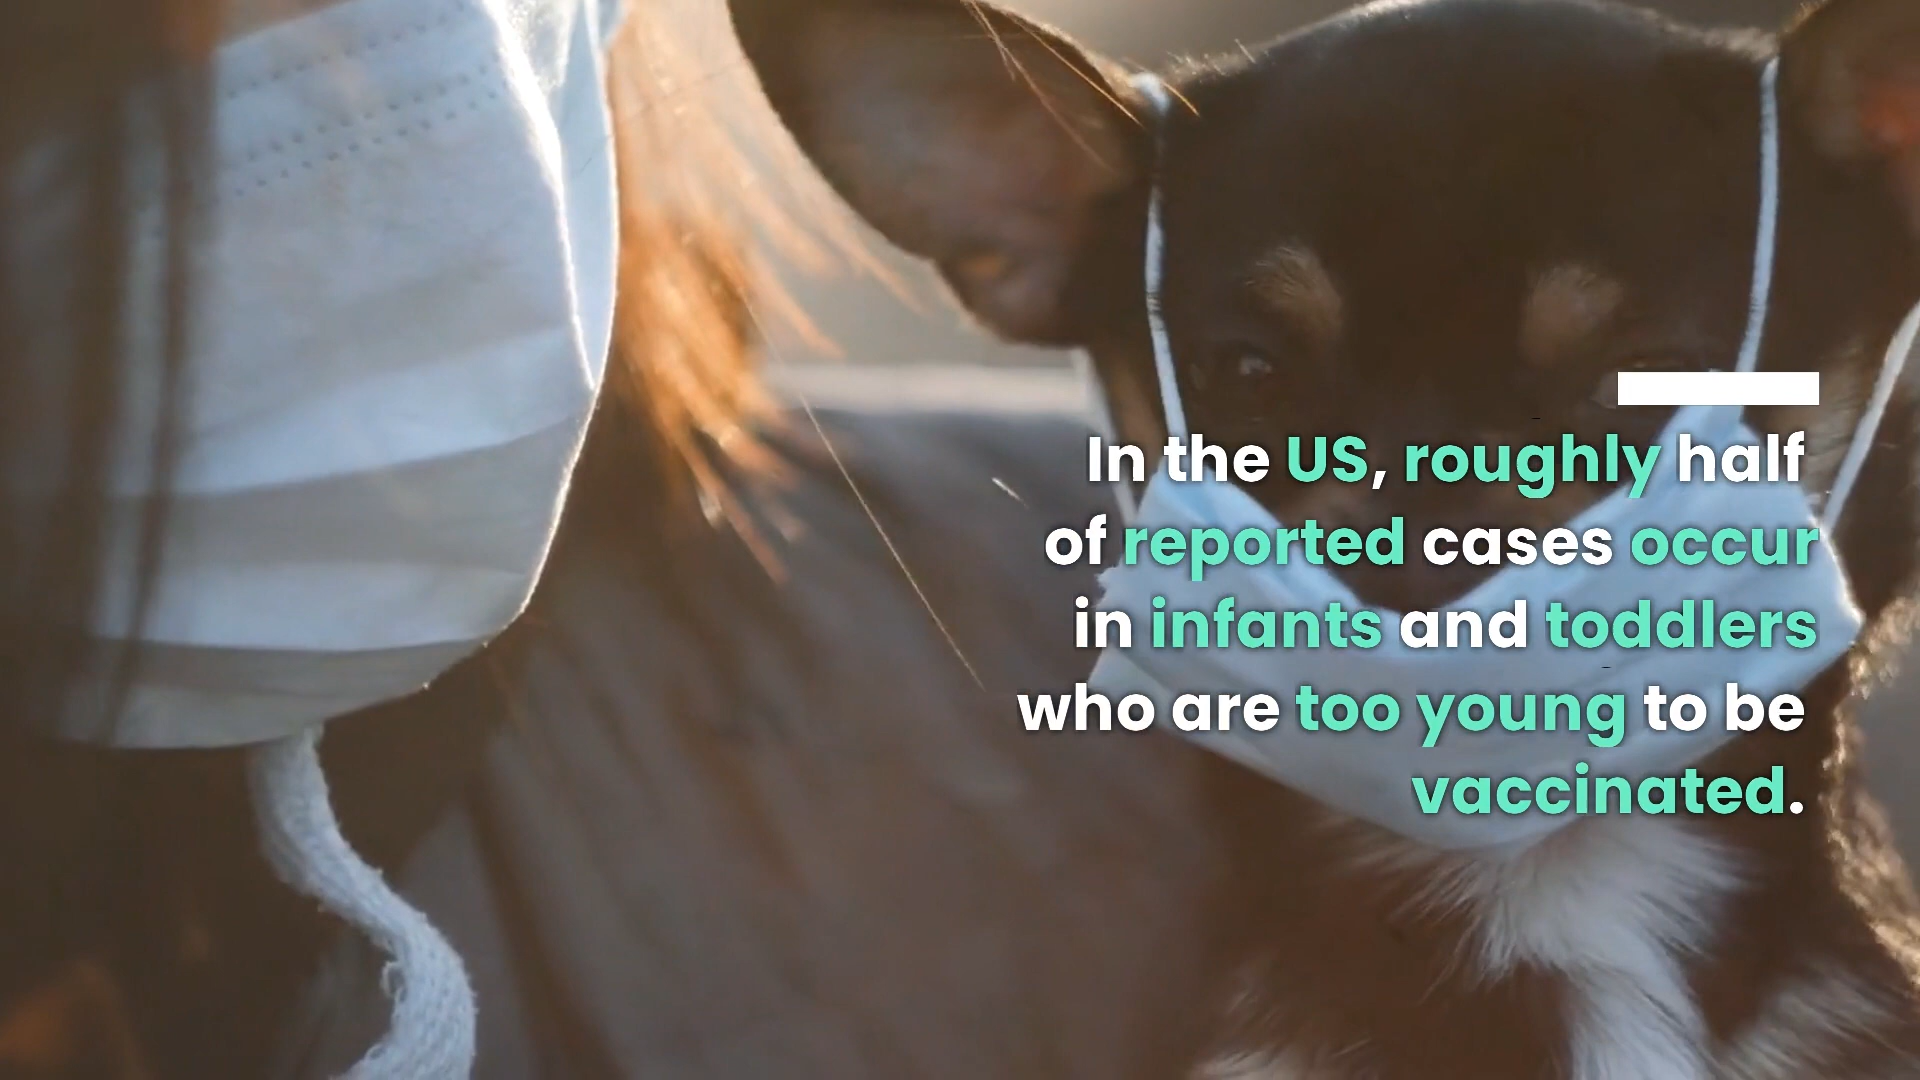 In the US, roughly half
of reported cases occur
in infants and toddlers
who are too young to be
vaccinated.